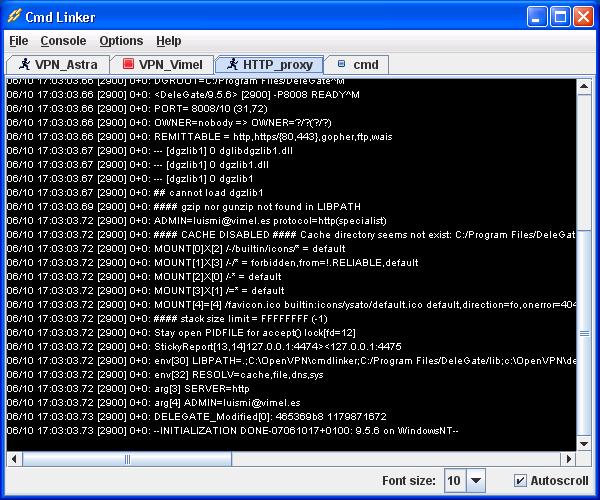 Cmd Linker
File Console Options Help
VPN_Astra VPN_Vimel HTTP_proxy cmd
06/10 17:03:03.66 [2900] 0+0: DGROOT=C:/Program Files/DeleGate^M
06/10 17:03:03.66 [2900] 0+0: <DeleGate/9.5.6> [2900] -P8008 READY^M
06/10 17:03:03.66 [2900] 0+0: PORT= 8008/10 (31,72)
06/10 17:03:03.66 [2900] 0+0: OWNER=nobody => OWNER=?/?(?/?)
06/10 17:03:03.66 [2900] 0+0: REMITTABLE = http,https/{80,443},gopher,ftp,wais
06/10 17:03:03.67 [2900] 0+0: --- [dgzlib1] 0 dglibdgzlib1.dll
06/10 17:03:03.67 [2900] 0+0: --- [dgzlib1] 0 dgzlib1.dll
06/10 17:03:03.67 [2900] 0+0: --- [dgzlib1] 0 dgzlib1.dll
06/10 17:03:03.67 [2900] 0+0: ## cannot load dgzlib1
06/10 17:03:03.69 [2900] 0+0: #### gzip nor gunzip not found in LIBPATH
06/10 17:03:03.72 [2900] 0+0: ADMIN=luismi@vimel.es protocol=http(specialist)
06/10 17:03:03.72 [2900] 0+0: #### CACHE DISABLED #### Cache directory seems not exist: C:/Program Files/DeleGat
06/10 17:03:03.72 [2900] 0+0: MOUNT[0]X[2] /-/builtin/icons/* = default
06/10 17:03:03.72 [2900] 0+0: MOUNT[1]X[3] /-/* = forbidden,from=!.RELIABLE,default
06/10 17:03:03.72 [2900] 0+0: MOUNT[2]X[0] /-* = default
06/10 17:03:03.72 [2900] 0+0: MOUNT[3]X[1] /=* = default
06/10 17:03:03.72 [2900] 0+0: MOUNT[4]=[4] /favicon.ico builtin:icons/ysato/default.ico default,direction=fo,onerror=404
06/10 17:03:03.72 [2900] 0+0: #### stack size limit = FFFFFFFF (-1)
06/10 17:03:03.72 [2900] 0+0: Stay open PIDFILE for accept() lock[fd=12]
06/10 17:03:03.72 [2900] 0+0: StickyReport[13,14]127.0.0.1:4474><127.0.0.1:4475
06/10 17:03:03.72 [2900] 0+0: env[30] LIBPATH=.;C:\OpenVPN\cmdlinker;C:/Program Files/DeleGate/lib;c:\OpenVPN\de
06/10 17:03:03.72 [2900] 0+0: env[32] RESOLV=cache,file,dns,sys
06/10 17:03:03.72 [2900] 0+0: arg[3] SERVER=http
06/10 17:03:03.72 [2900] 0+0: arg[4] ADMIN=luismi@vimel.es
06/10 17:03:03.73 [2900] 0+0: DELEGATE_Modified[0]: 465369b8 1179871672
06/10 17:03:03.73 [2900] 0+0: --INITIALIZATION DONE-07061017+0100: 9.5.6 on WindowsNT--
Font size: 10 Autoscroll